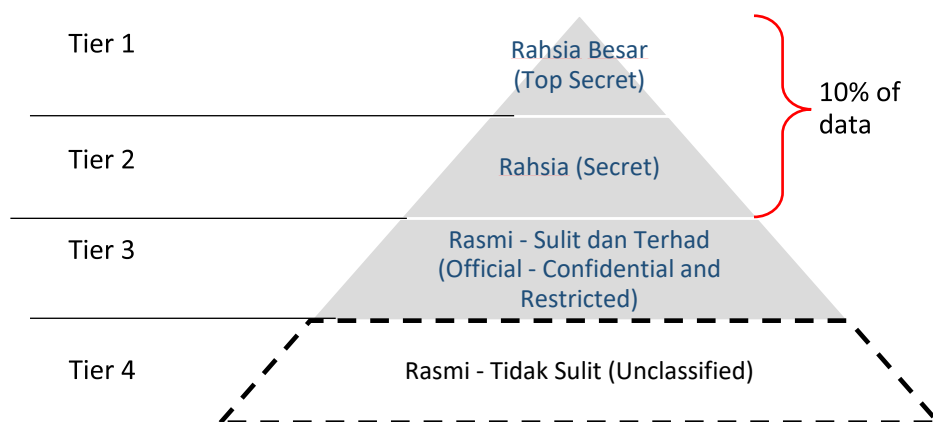 Tier 1
Rahsia Besar
(Top Secret)
10% of
data
Tier 2
Rahsia (Secret)
Tier 3
Rasmi - Sulit dan Terhad
(Official - Confidential and
Restricted)
Tier 4
Rasmi - Tidak Sulit (Unclassified)